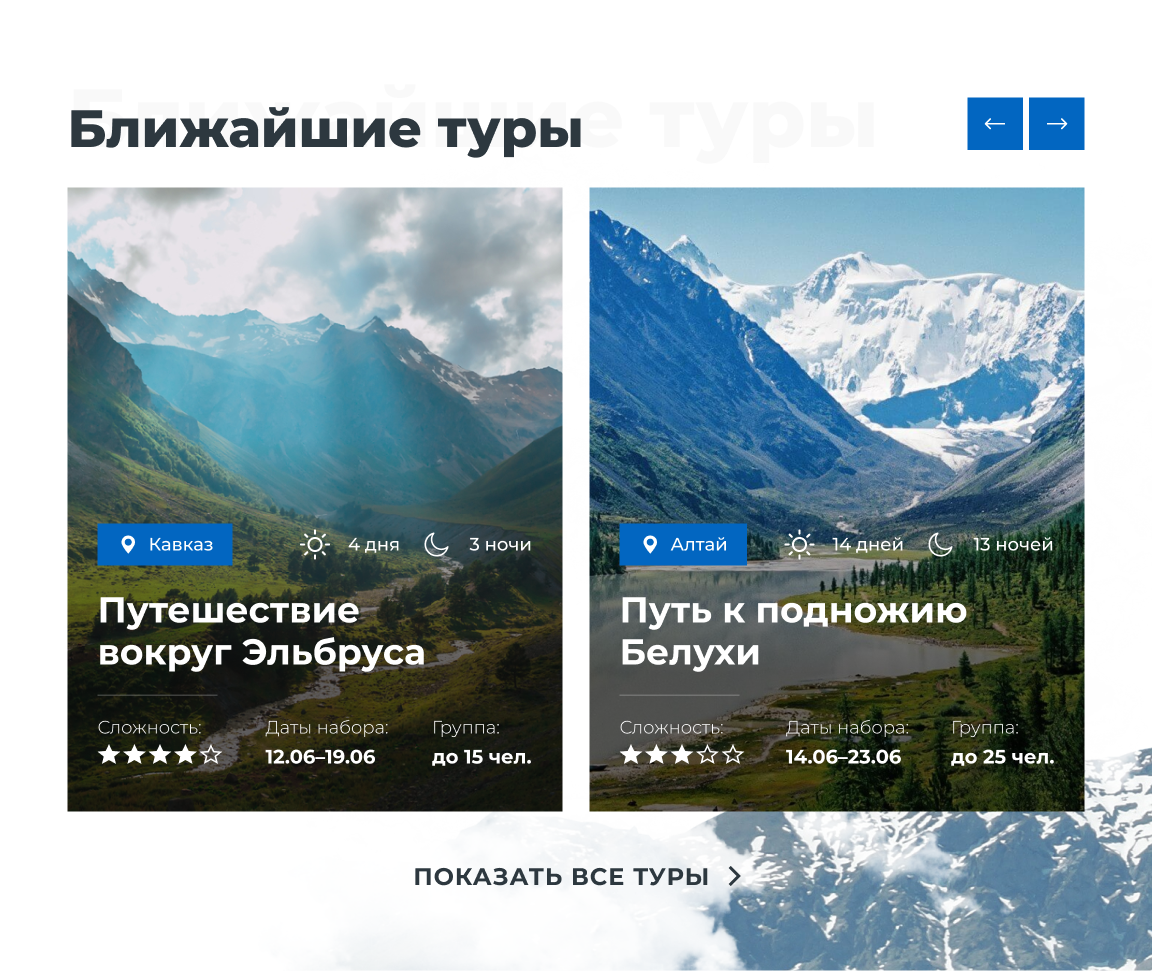 Ближайшие туры
Кавказ
4 дня
3 ночи
Путешествие
вокруг Эльбруса
Сложность:
Даты набора:
Группа:
12.06–19.06
до 15 чел.
Алтай
14 дней
13 ночей
Путь к подножию
Белухи
Сложность:
Даты набора:
Группа:
14.06–23.06
до 25 чел.
ПОКАЗАТЬ ВСЕ ТУРЫ